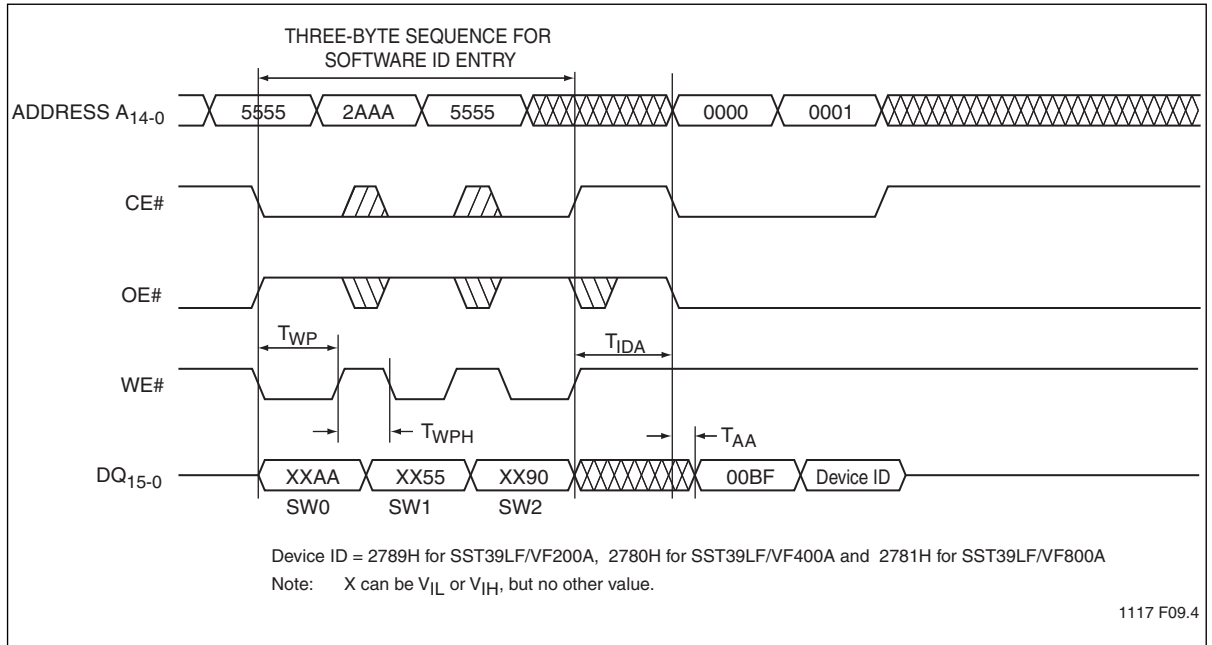 THREE-BYTE SEQUENCE FOR
SOFTWARE ID ENTRY
ADDRESS A14-0
5555 2AAA 5555 0000 0001
CE#
OE#
TWP TIDA
WE#
TWPH TAA
DQ15-0
XXAA XX55 XX90 00BF Device ID
SW0 SW1 SW2
Device ID = 2789H for SST39LF/VF200A, 2780H for SST39LF/VF400A and 2781H for SST39LF/VF800A
Note: X can be VIL or VIH, but no other value.
1117 F09.4